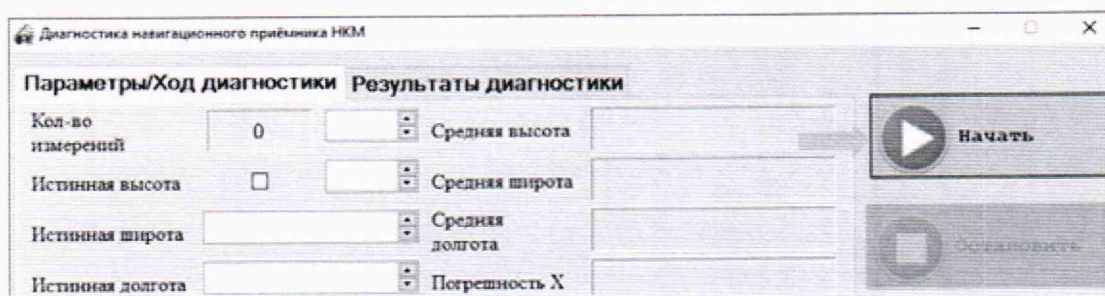 Диагностика навигационного приёмника НКМ
Параметры/Ход диагностики Результаты диагностики
Кол-во
измерений
0
Средняя высота
Начать
Истинная высота
Средняя широта
Истинная широта
Средняя
долгота
Остановить
Истинная долгота
Погрешность X